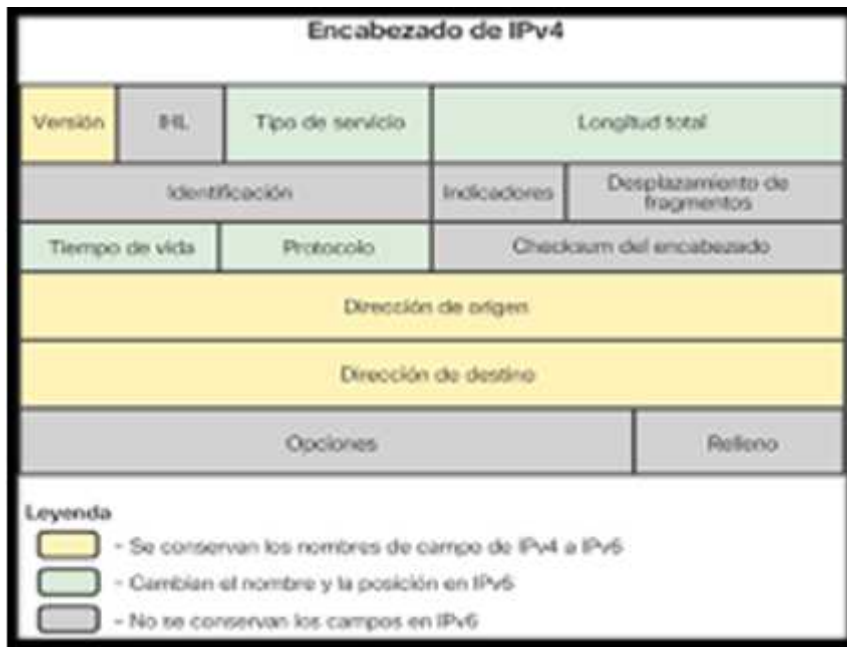 Encabezado de IPv4
Versión
IHL
Tipo de servicio
Longitud total
Identificación
Indicadores
Desplazamiento de
fragmentos
Tiempo de vida
Protocolo
Checksum del encabezado
Dirección de origen
Dirección de destino
Opciones
Relleno
Leyenda
- Se conservan los nombres de campo de IPv4 a IPv6
- Cambian el nombre y la posición en IPv6
- No se conservan los campos en IPv6